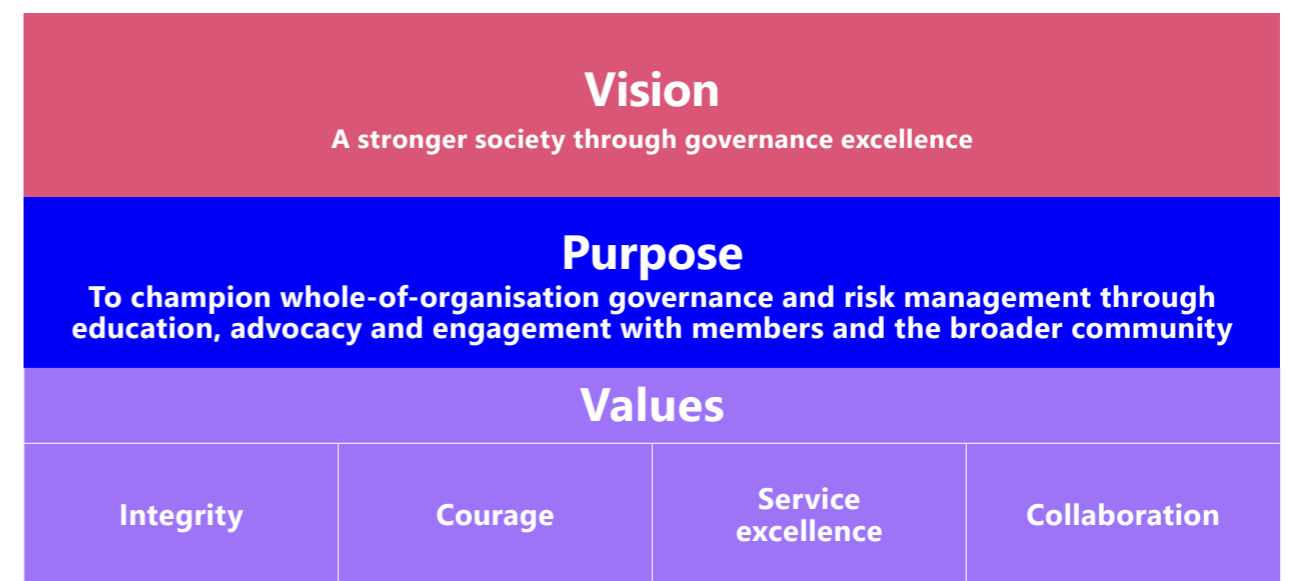 Vision
A stronger society through governance excellence
Purpose
To champion whole-of-organisation governance and risk management through
education, advocacy and engagement with members and the broader community
Values
Integrity
Courage
Service
excellence
Collaboration